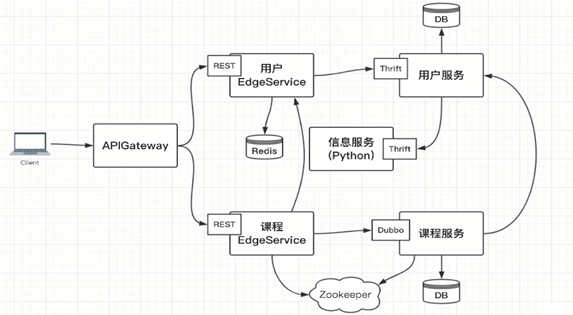 DB
REST
用户
EdgeService
Thrift
用户服务
APIGateway
Client
Redis
信息服务
(Python)
Thrift
REST
课程
EdgeService
Dubbo
课程服务
Zookeeper
DB